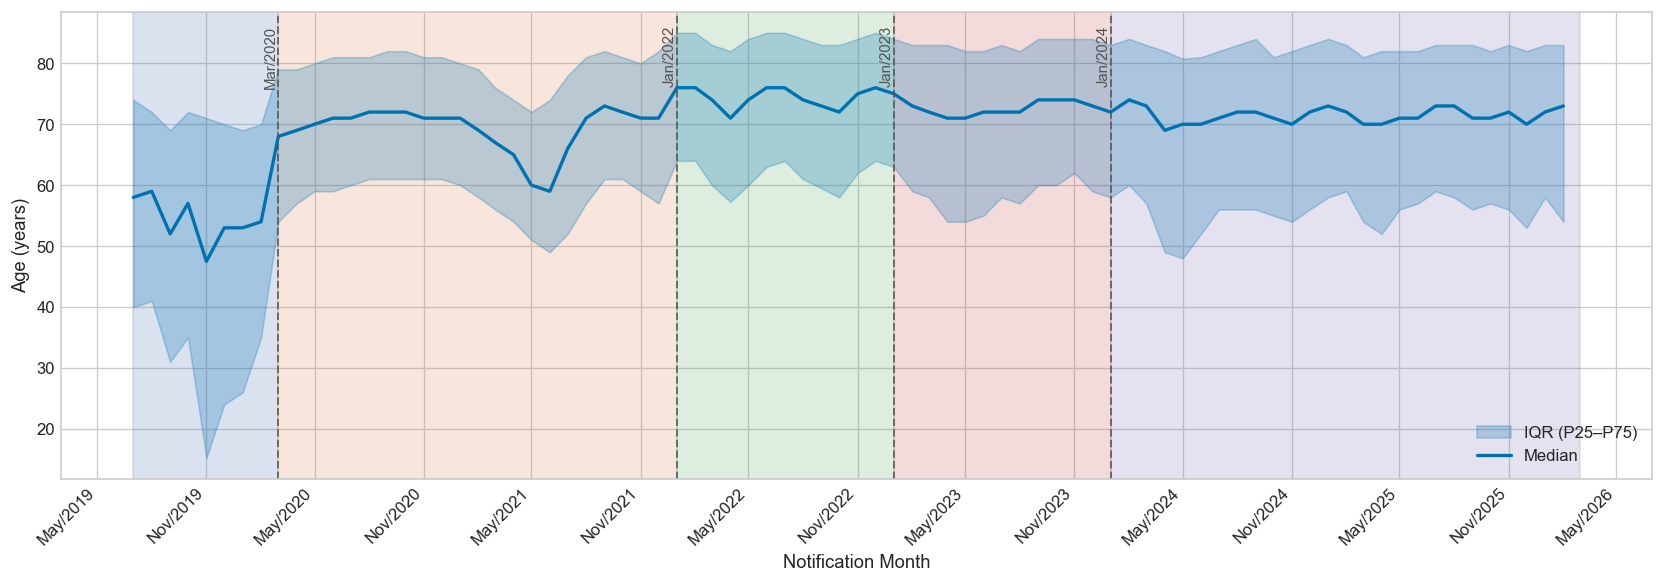 Mar/2020
Jan/2022
Jan/2023
Jan/2024
80
70
60
50
40
30
20
Age (years)
IQR (P25–P75)
Median
May/2019
Nov/2019
May/2020
Nov/2020
May/2021
Nov/2021
May/2022
Nov/2022
May/2023
Nov/2023
May/2024
Nov/2024
May/2025
Nov/2025
May/2026
Notification Month